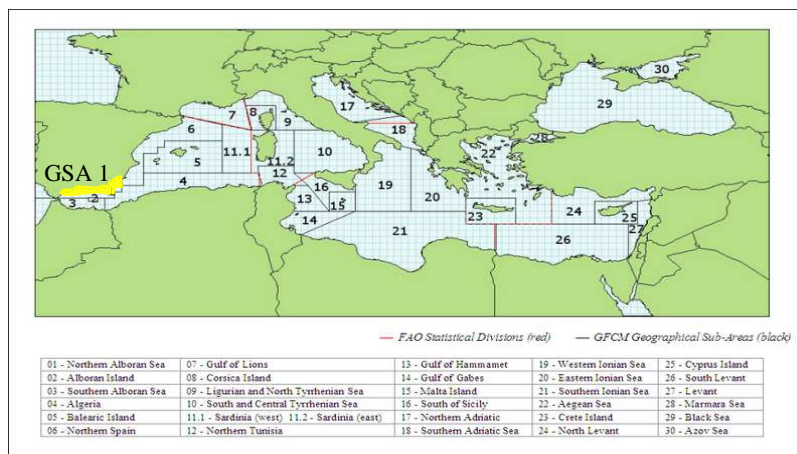 30
29
17
7
8
9
18
28
6
10
22
11.1
5
11.2
GSA 1
12
4
16
19
24
2
13
20
25
3
15
23
27
14
21
26
FAO Statistical Divisions (red)
GFCM Geographical Sub-Areas (black)
01 - Northern Alboran Sea
02 - Alboran Island
03 - Southern Alboran Sea
04 - Algeria
05 - Balearic Island
06 - Northern Spain
07 - Gulf of Lions
08 - Corsica Island
09 - Ligurian and North Tyrrhenian Sea
10 - South and Central Tyrrhenian Sea
11.1 - Sardinia (west) 11.2 - Sardinia (east)
12 - Northern Tunisia
13 - Gulf of Hammamet
14 - Gulf of Gabes
15 - Malta Island
16 - South of Sicily
17 - Northern Adriatic
18 - Southern Adriatic Sea
19 - Western Ionian Sea
20 - Eastern Ionian Sea
21 - Southern Ionian Sea
22 - Aegean Sea
23 - Crete Island
24 - North Levant
25 - Cyprus Island
26 - South Levant
27 - Levant
28 - Marmara Sea
29 - Black Sea
30 - Azov Sea